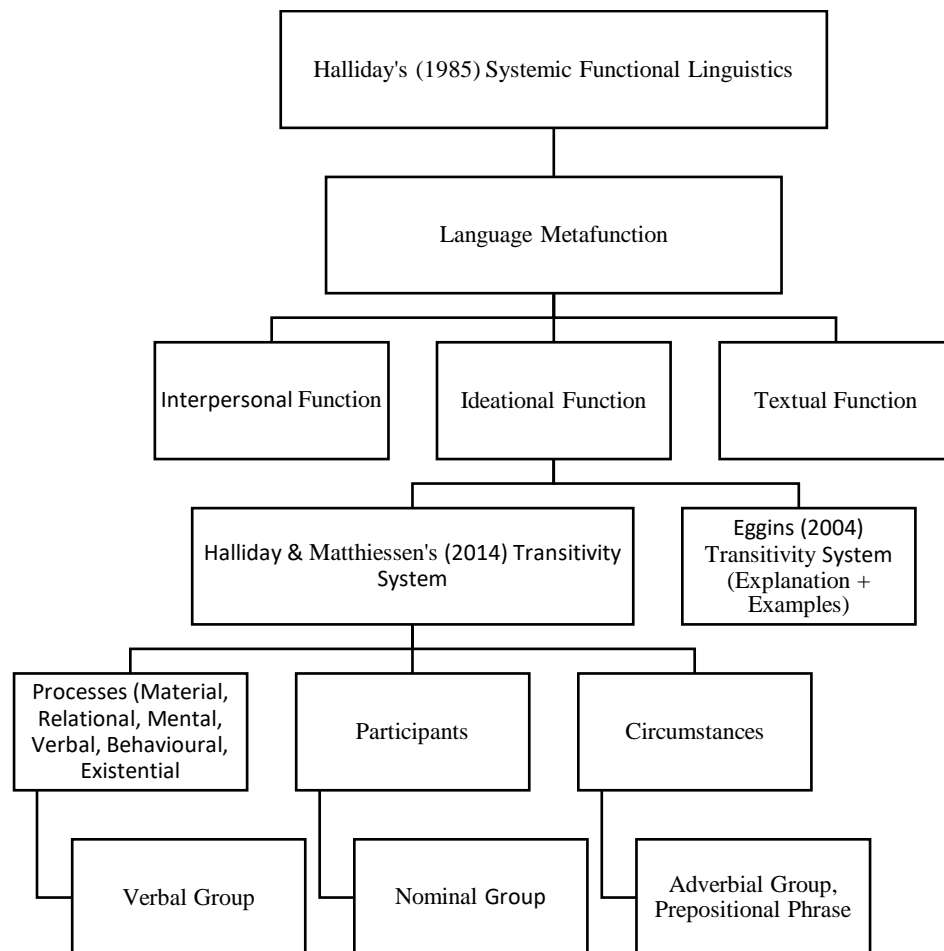 Halliday's (1985) Systemic Functional Linguistics
Language Metafunction
Interpersonal Function
Ideational Function
Textual Function
Halliday & Matthiessen's (2014) Transitivity
System
Eggins (2004)
Transitivity System
(Explanation +
Examples)
Processes (Material,
Relational, Mental,
Verbal, Behavioural,
Existential
Participants
Circumstances
Verbal Group
Nominal Group
Adverbial Group,
Prepositional Phrase